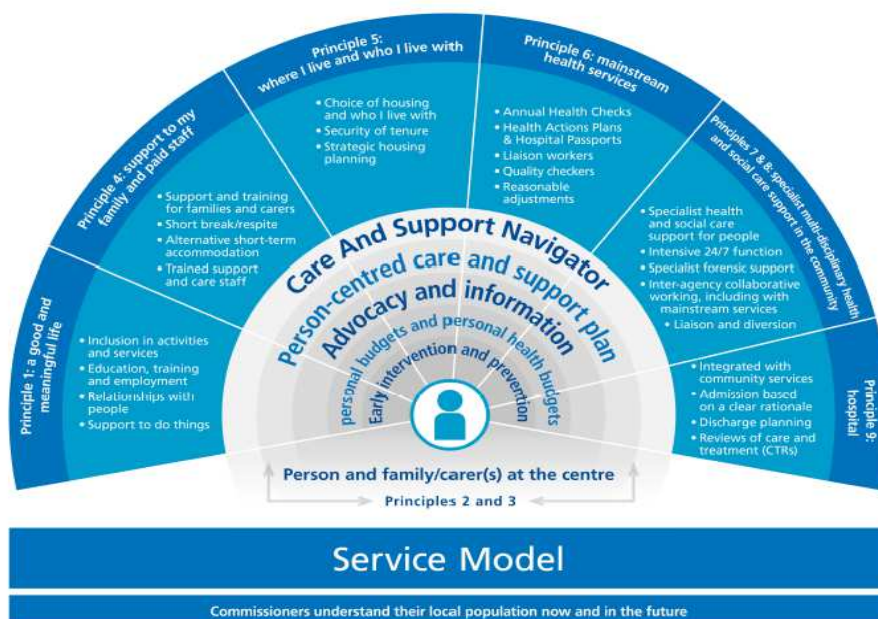 Principle 1: a good and
meaningful life
• Inclusion in activities
and services
• Education, training
and employment
• Relationships with
people
• Support to do things
Principle 4: support to my
family and paid staff
• Support and training
for families and carers
• Short break/respite
• Alternative short-term
accommodation
• Trained support
and care staff
Principle 5:
where I live and who I live with
• Choice of housing
and who I live with
• Security of tenure
• Strategic housing
planning
Principle 6: mainstream
health services
• Annual Health Checks
• Health Actions Plans
& Hospital Passports
• Liaison workers
• Quality checkers
• Reasonable
adjustments
Principles 7 & 8: specialist multi-disciplinary health
and social care support in the community
• Specialist health
and social care
support for people
• Intensive 24/7 function
• Specialist forensic support
• Inter-agency collaborative
working, including with
mainstream services
• Liaison and diversion
Principle 9:
hospital
• Integrated with
community services
• Admission based
on a clear rationale
• Discharge planning
• Reviews of care and
treatment (CTRs)
Care And Support Navigator
Person-centred care and support plan
Advocacy and information
personal budgets and personal health budgets
Early intervention and prevention
Person and family/carer(s) at the centre
Principles 2 and 3
Service Model
Commissioners understand their local population now and in the future